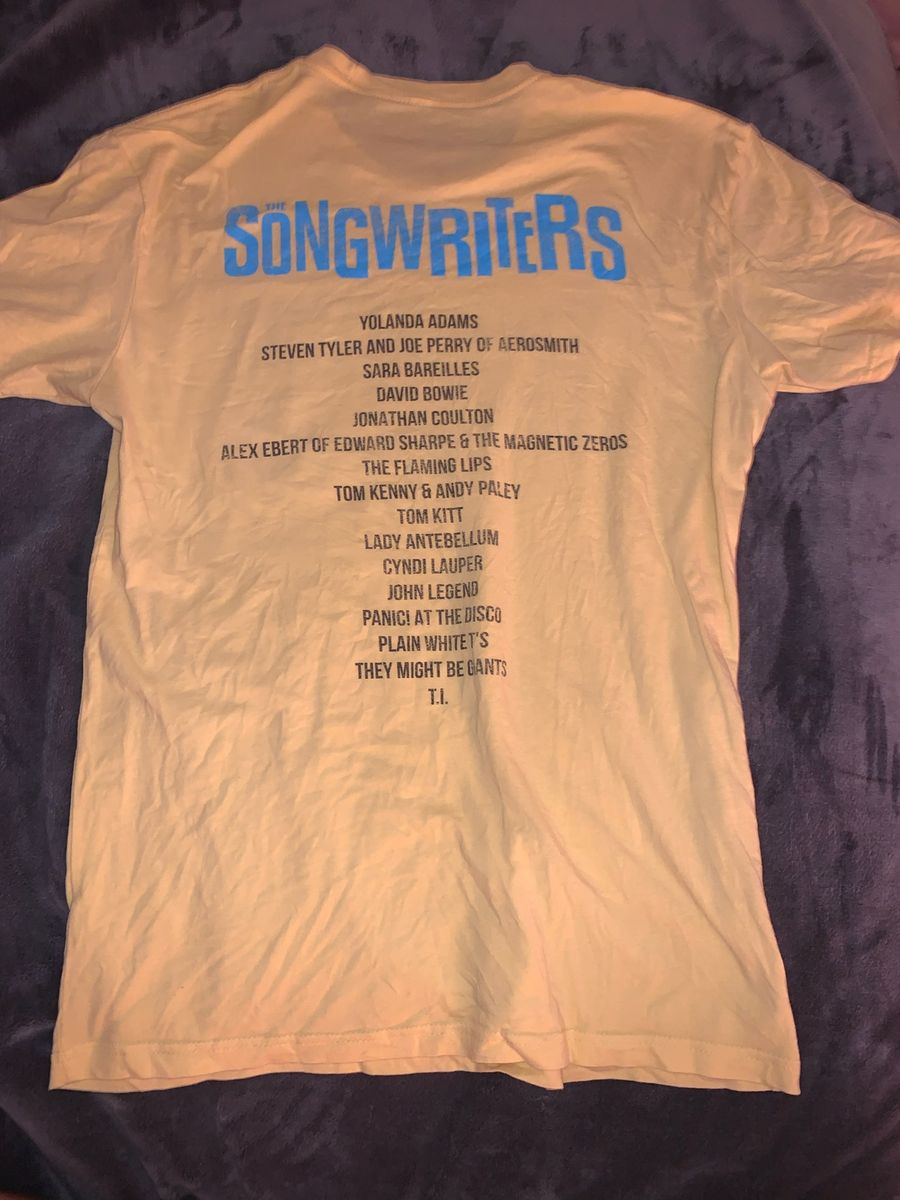 THE
SONGWRITERS
YOLANDA ADAMS
STEVEN TYLER AND JOE PERRY OF AEROSMITH
SARA BAREILLES
DAVID BOWIE
JONATHAN COULTON
ALEX EBERT OF EDWARD SHARPE & THE MAGNETIC ZEROS
THE FLAMING LIPS
TOM KENNY & ANDY PALEY
TOM KITT
LADY ANTEBELLUM
CYNDI LAUPER
JOHN LEGEND
PANIC! AT THE DISCO
PLAIN WHITE T'S
THEY MIGHT BE GIANTS
T.I.